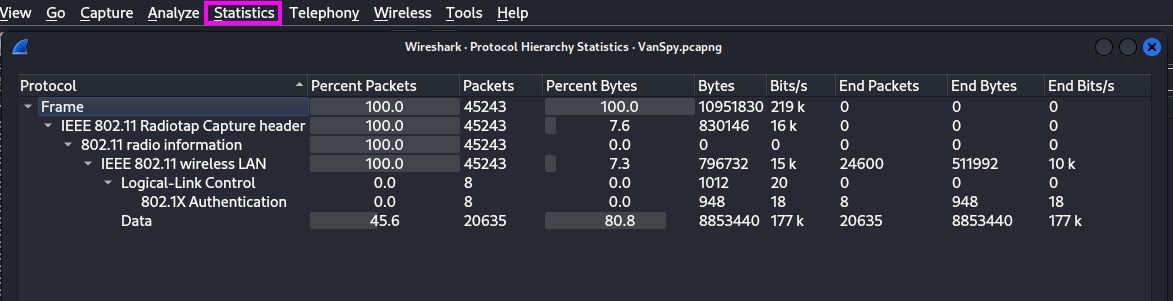 View Go Capture Analyze Statistics Telephony Wireless Tools Help
Wireshark · Protocol Hierarchy Statistics · VanSpy.pcapng
Protocol Percent Packets Packets Percent Bytes Bytes Bits/s End Packets End Bytes End Bits/s
Frame 100.0 45243 100.0 10951830 219 k 0 0 0
IEEE 802.11 Radiotap Capture header 100.0 45243 7.6 830146 16 k 0 0 0
802.11 radio information 100.0 45243 0.0 0 0 0 0 0
IEEE 802.11 wireless LAN 100.0 45243 7.3 796732 15 k 24600 511992 10 k
Logical-Link Control 0.0 8 0.0 1012 20 0 0 0
802.1X Authentication 0.0 8 0.0 948 18 8 948 18
Data 45.6 20635 80.8 8853440 177 k 20635 8853440 177 k